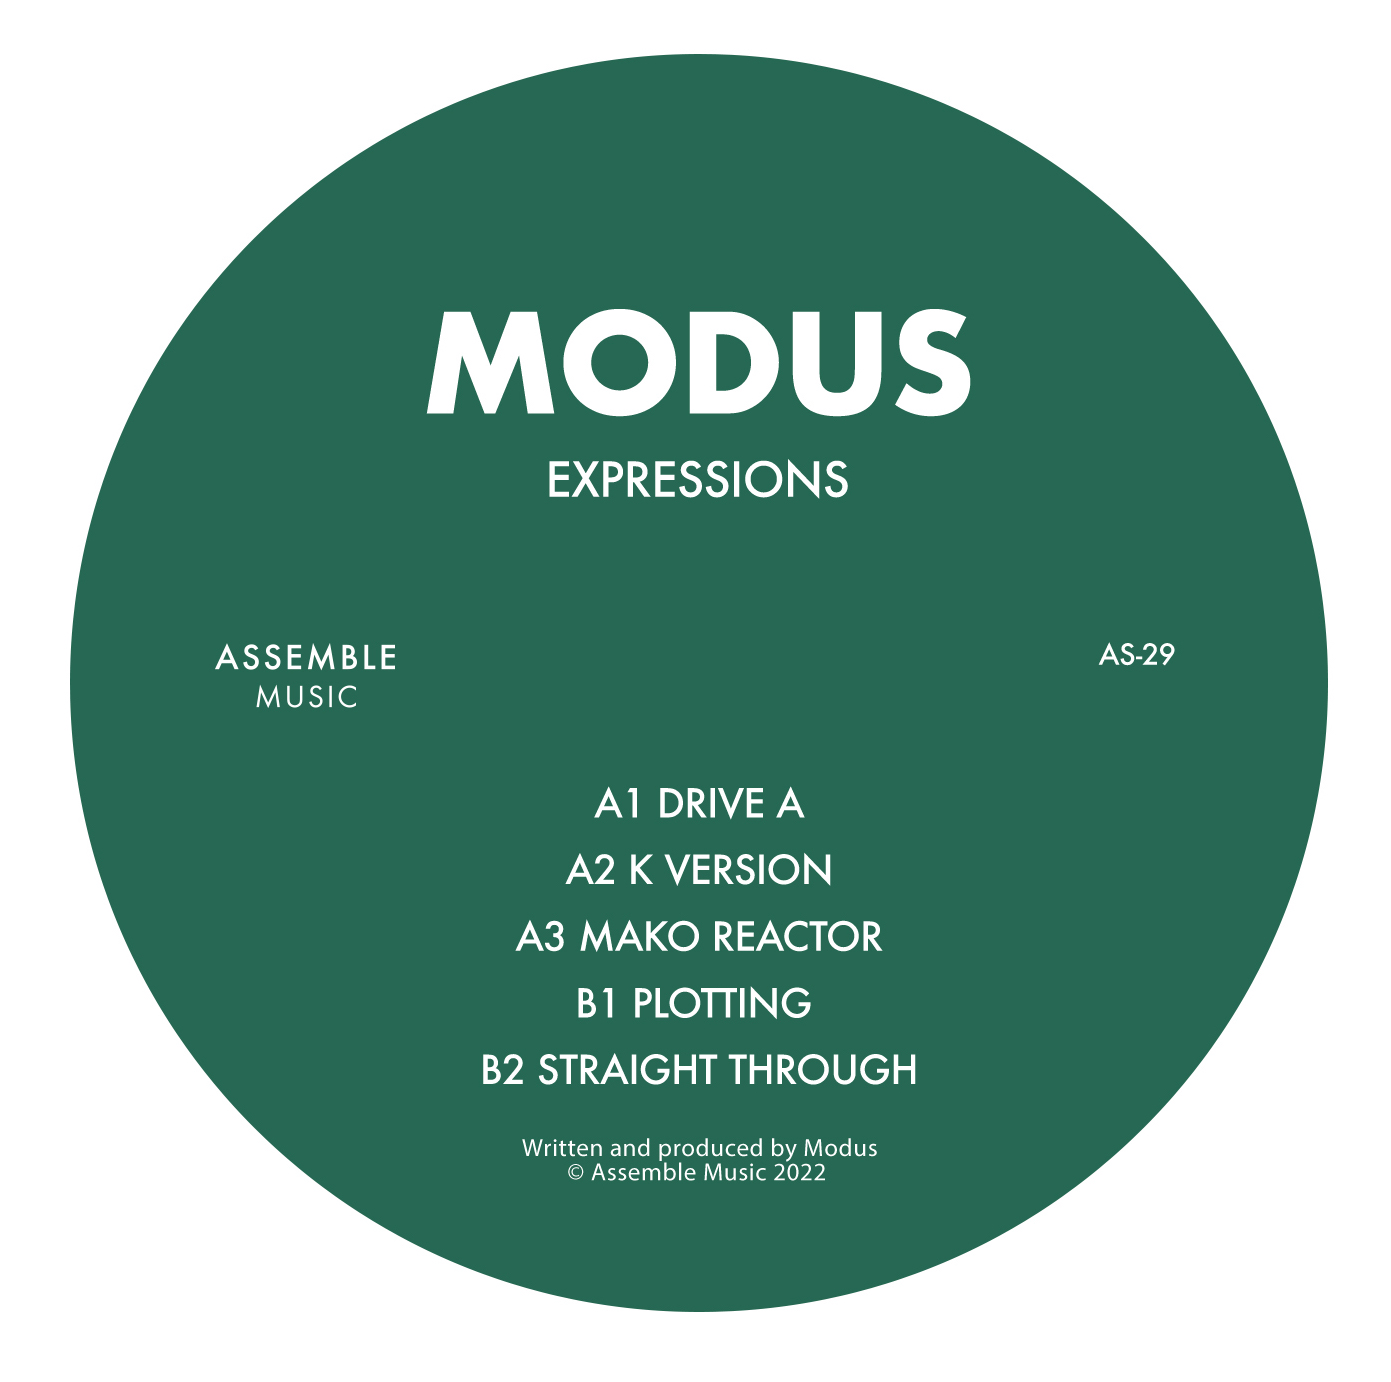 MODUS
EXPRESSIONS
ASSEMBLE
MUSIC
AS-29
A1 DRIVE A
A2 K VERSION
A3 MAKO REACTOR
B1 PLOTTING
B2 STRAIGHT THROUGH
Written and produced by Modus
© Assemble Music 2022